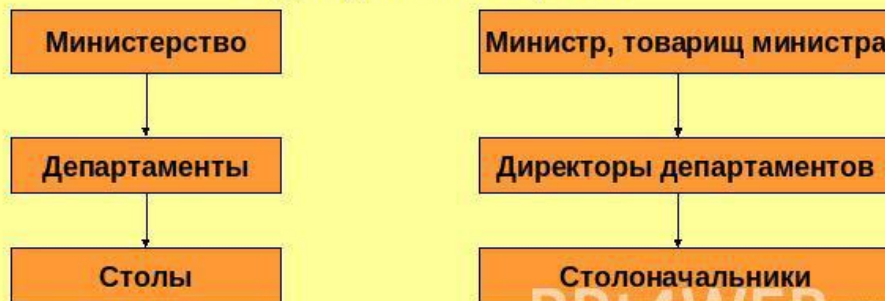 Министерство
Министр, товарищ министра
Департаменты
Директоры департаментов
Столы
Столоначальники